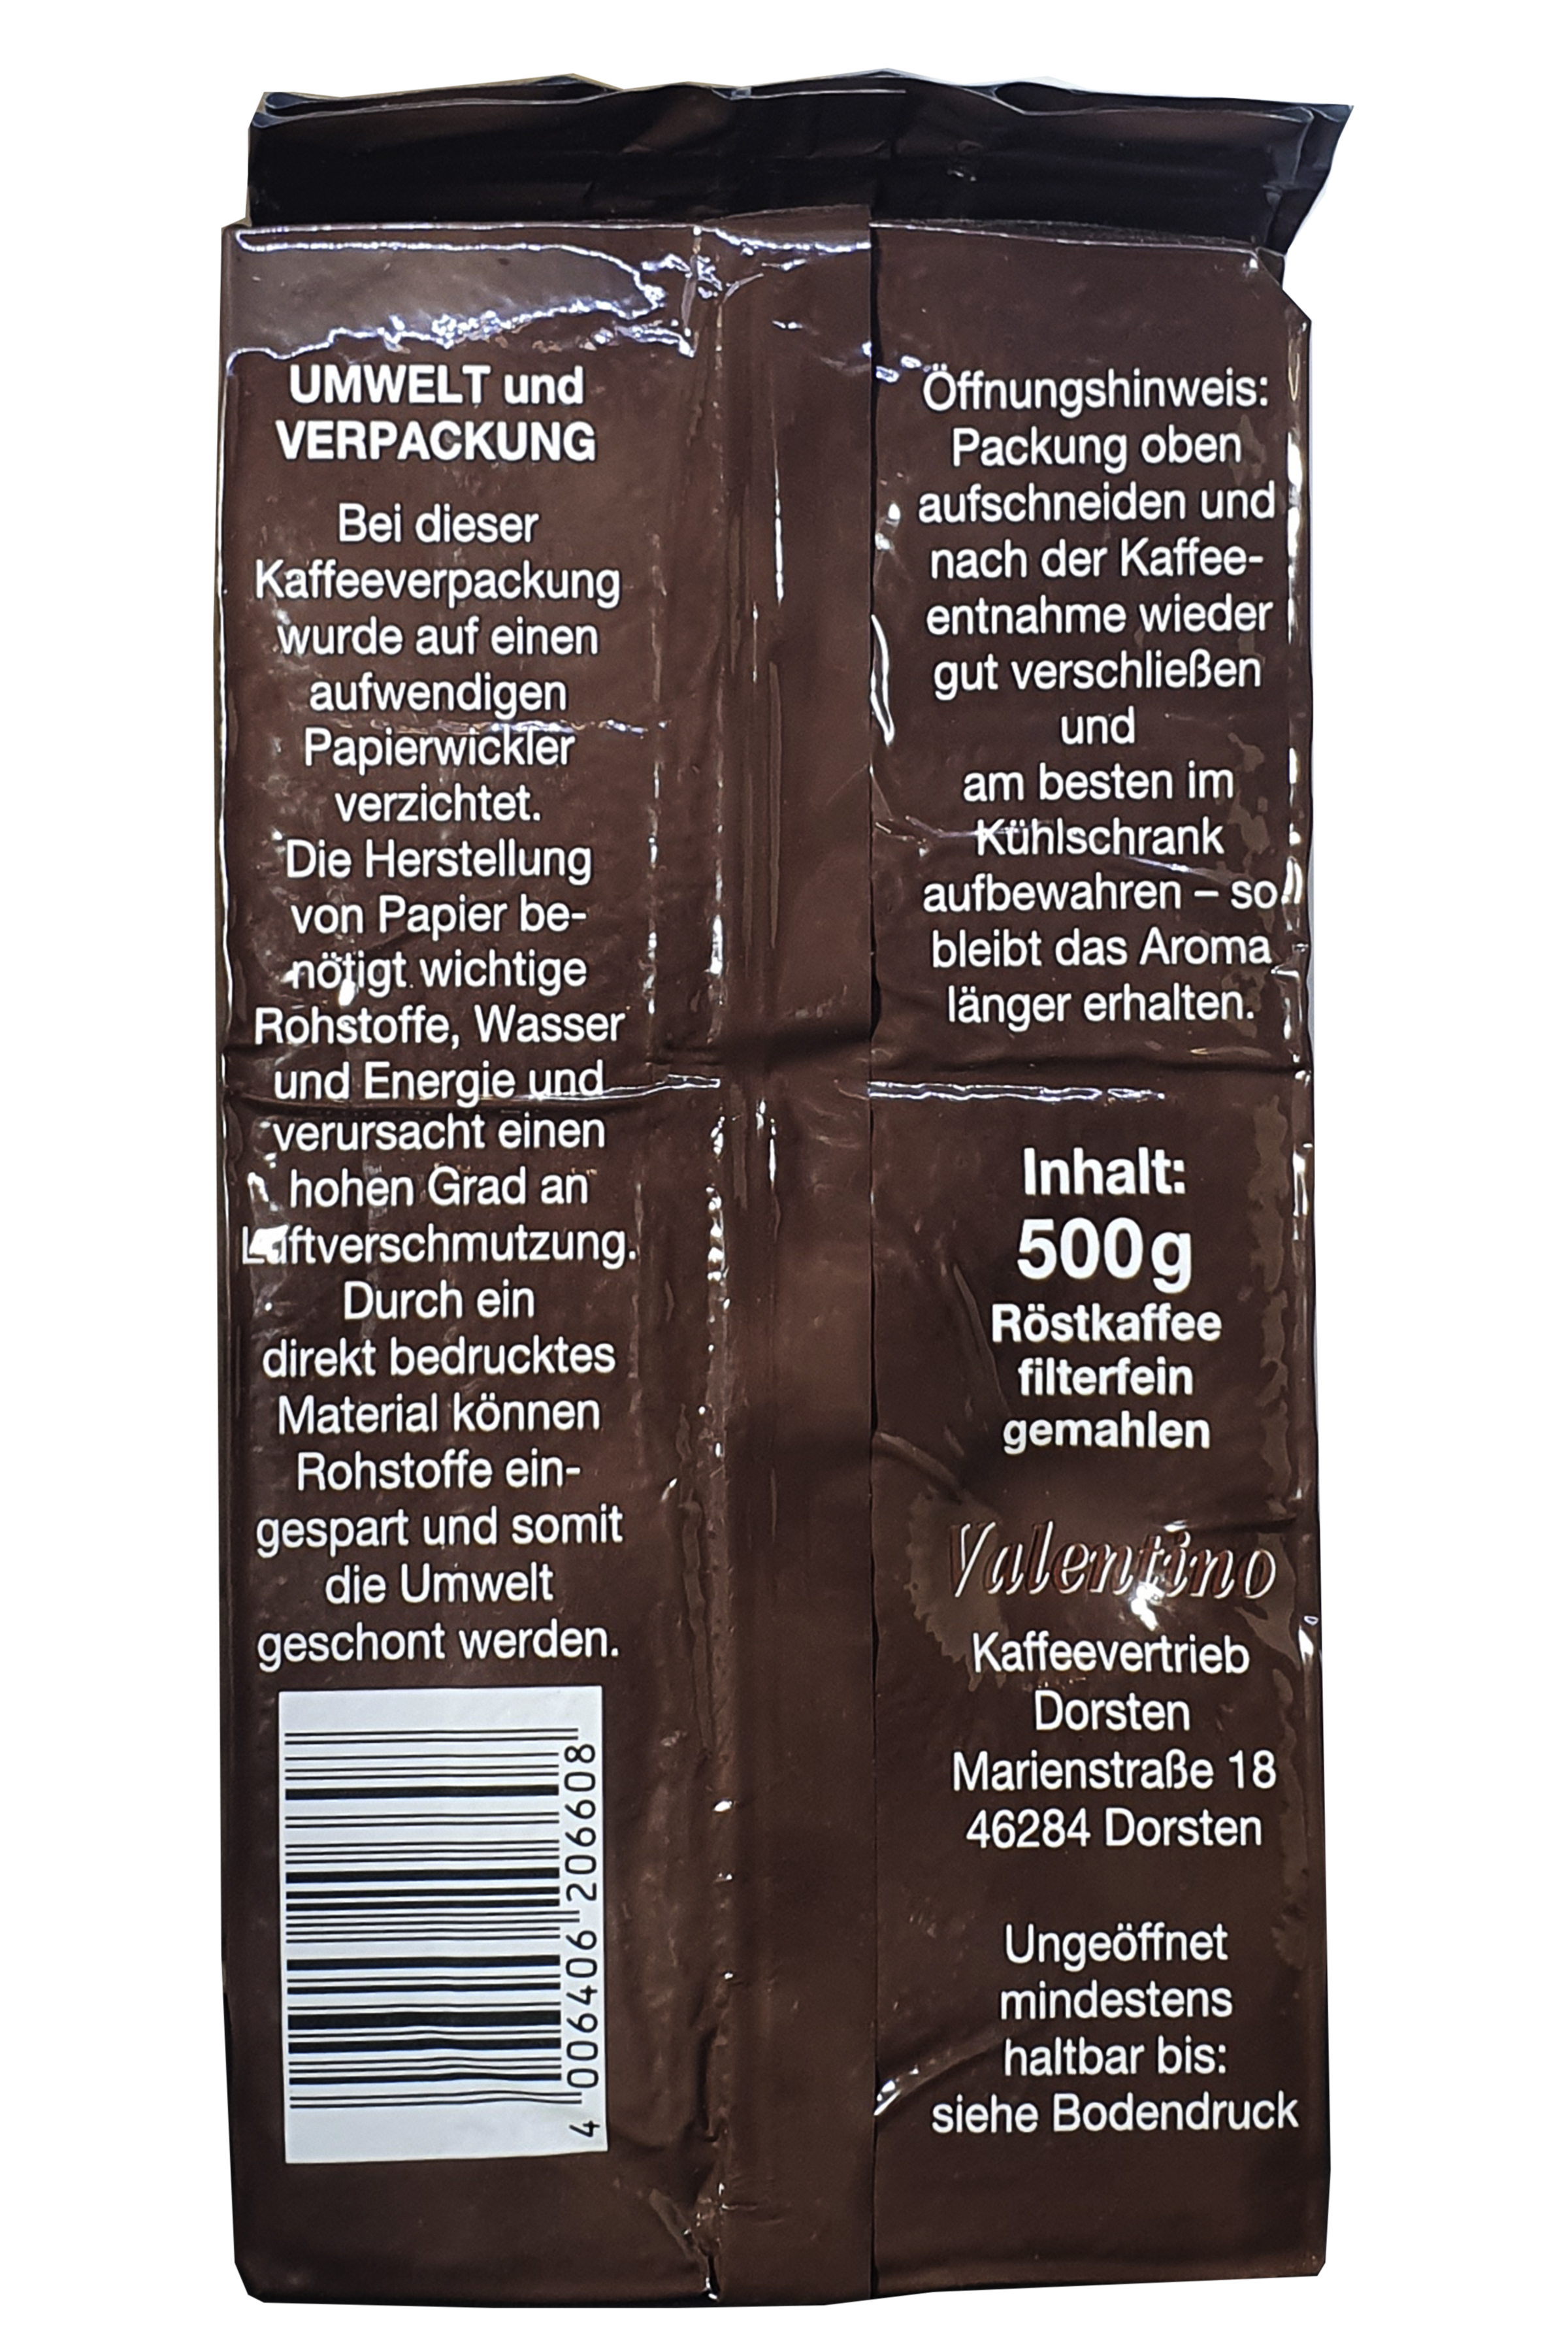 UMWELT und
VERPACKUNG
Bei dieser
Kaffeeverpackung
wurde auf einen
aufwendigen
Papierwickler
verzichtet.
Die Herstellung
von Papier be-
nötigt wichtige
Rohstoffe, Wasser
und Energie und
verursacht einen
hohen Grad an
Luftverschmutzung.
Durch ein
direkt bedrucktes
Material können
Rohstoffe ein-
gespart und somit
die Umwelt
geschont werden.
4 006406 206608
Öffnungshinweis:
Packung oben
aufschneiden und
nach der Kaffee-
entnahme wieder
gut verschließen
und
am besten im
Kühlschrank
aufbewahren – so
bleibt das Aroma
länger erhalten.
Inhalt:
500g
Röstkaffee
filterfein
gemahlen
Valentino
Kaffeevertrieb
Dorsten
Marienstraße 18
46284 Dorsten
Ungeöffnet
mindestens
haltbar bis:
siehe Bodendruck